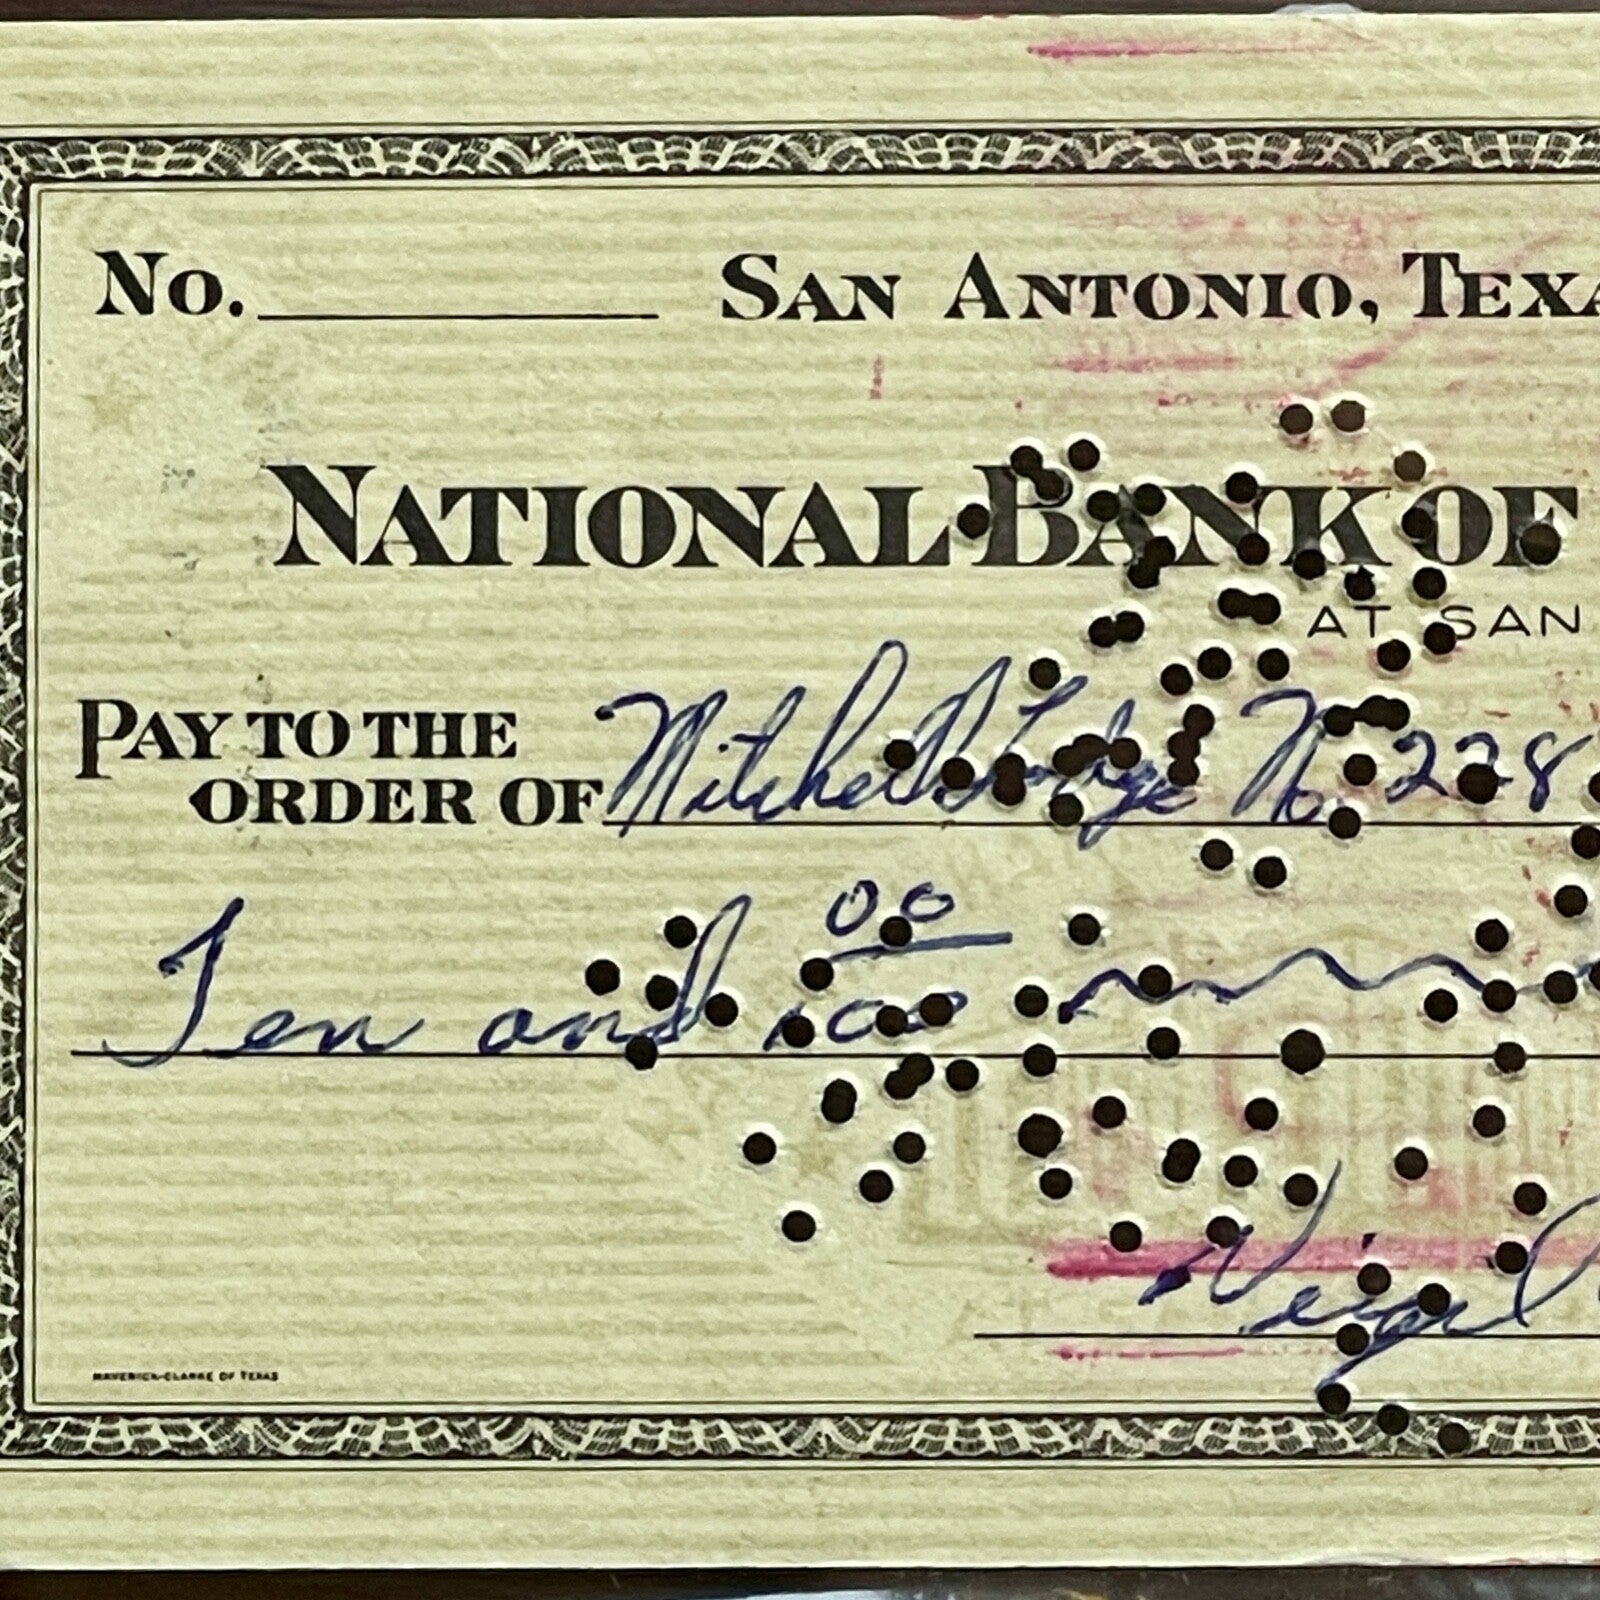 No. SAN ANTONIO, TEXA
NATIONAL BANK OF
AT SAN
PAY TO THE
ORDER OF Mitchell Lodge No 228
Ten and 00/100
MAVERICK-CLARKE OF TEXAS